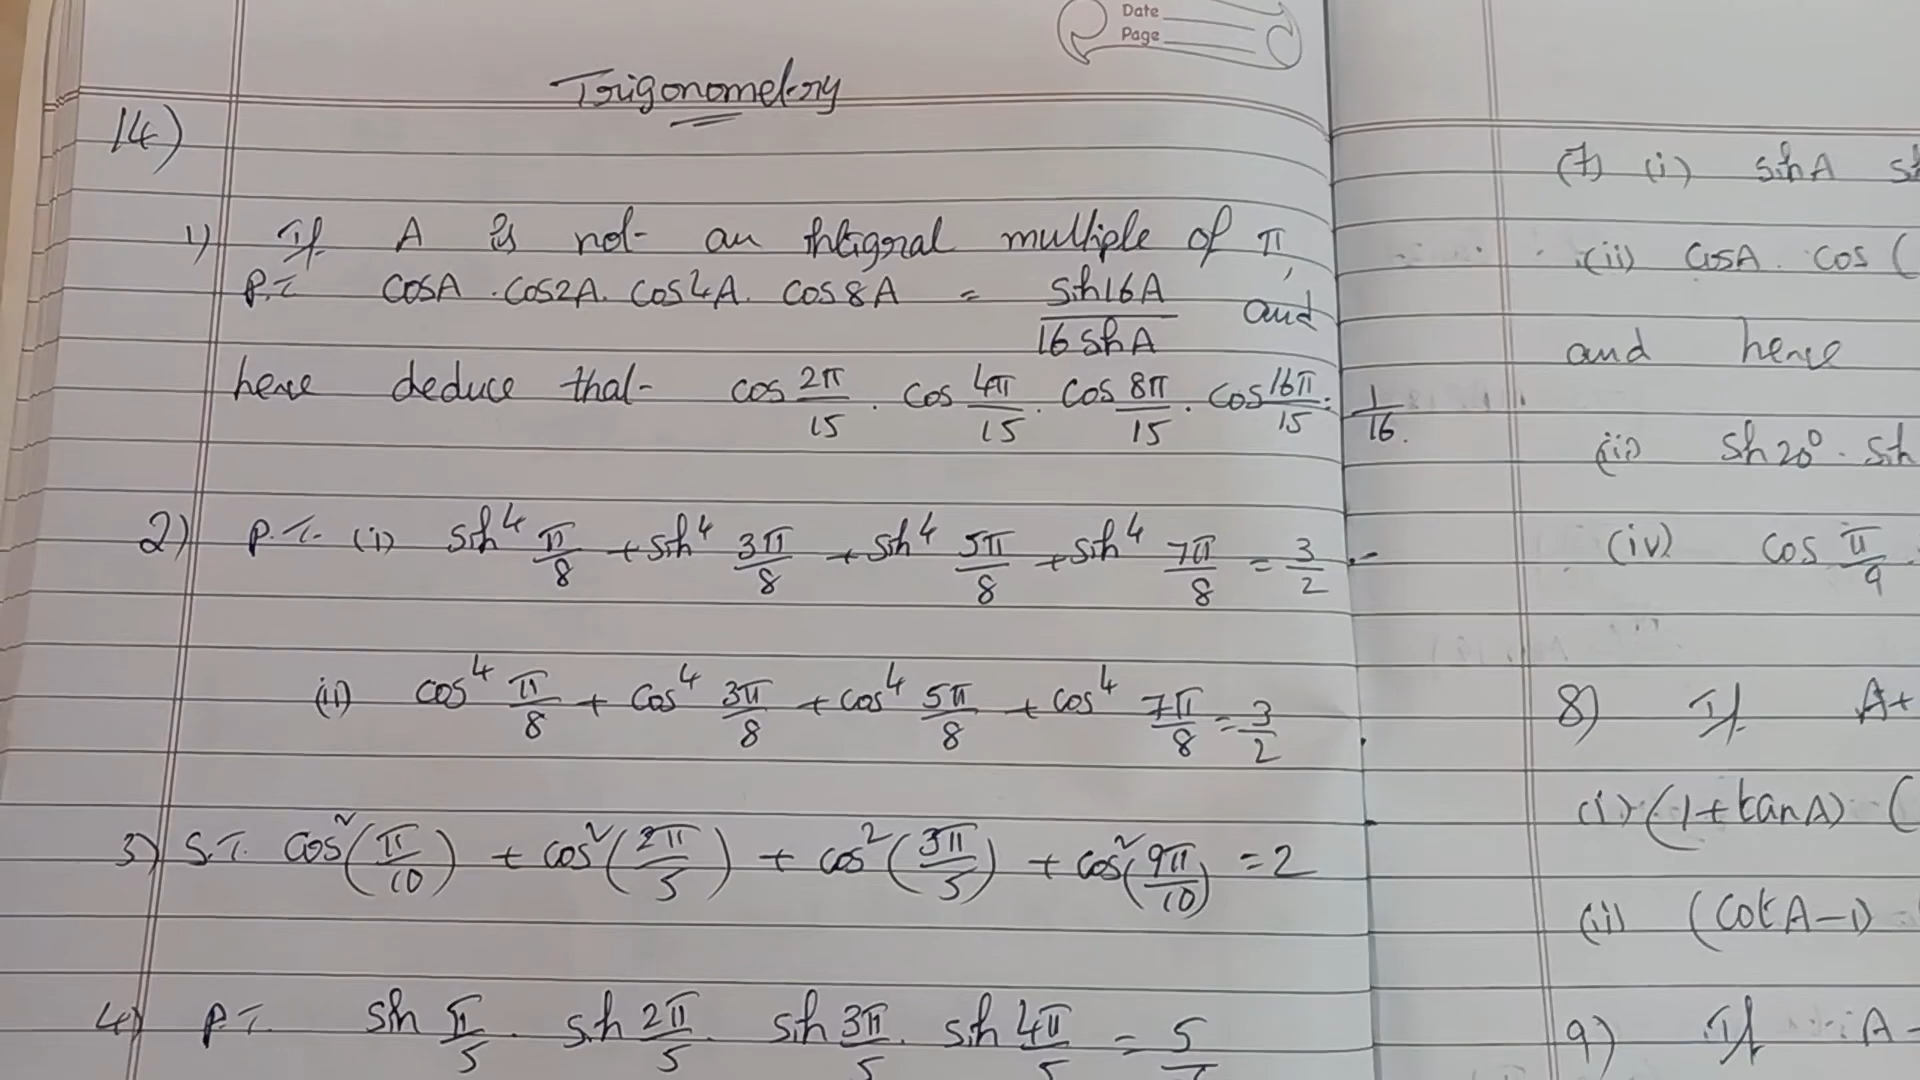 Date
Page
Trigonometry
14)
1) If A is not an integral multiple of π,
P.T cosA . cos2A . cos4A . cos8A = sin16A / 16 sinA and
hence deduce that cos 2π/15 . cos 4π/15 . cos 8π/15 . cos 16π/15 = 1/16.
2) P.T. (i) sin⁴ π/8 + sin⁴ 3π/8 + sin⁴ 5π/8 + sin⁴ 7π/8 = 3/2
(ii) cos⁴ π/8 + cos⁴ 3π/8 + cos⁴ 5π/8 + cos⁴ 7π/8 = 3/2
3) S.T. cos²(π/10) + cos²(2π/5) + cos²(3π/5) + cos²(9π/10) = 2
4) P.T. sin π/5 . sin 2π/5 . sin 3π/5 . sin 4π/5 = 5/
(7) (i) sinA
(ii) cosA . cos (
and hence
(iii) sin20° . sin
(iv) cos π/9 .
8) If A+
(i) (1+tanA) (
(ii) (cotA-1)
9) If A-